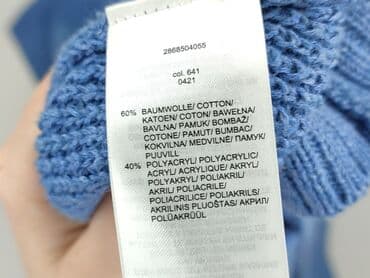 2868504055
col. 641
0421
60% BAUMWOLLE/ COTTON/
KATOEN/ COTON/ BAWEŁNA/
BAVLNA/ PAMUK/ BOMBAŽ/
COTONE/ PAMUT/ BUMBAC/
KOKVILNA/ MEDVILNĖ/ ПАМУК/
PUUVILL
40% POLYACRYL/ POLYACRYLIC/
ACRYL/ ACRYLIQUE/ AKRYL/
POLYAKRYL/ POLIAKRIL/
AKRIL/ POLIACRILE/
POLIACRILICE/ POLIAKRILS/
AKRILINIS PLUOŠTAS/ АКРИЛ/
POLÜAKRÜÜL